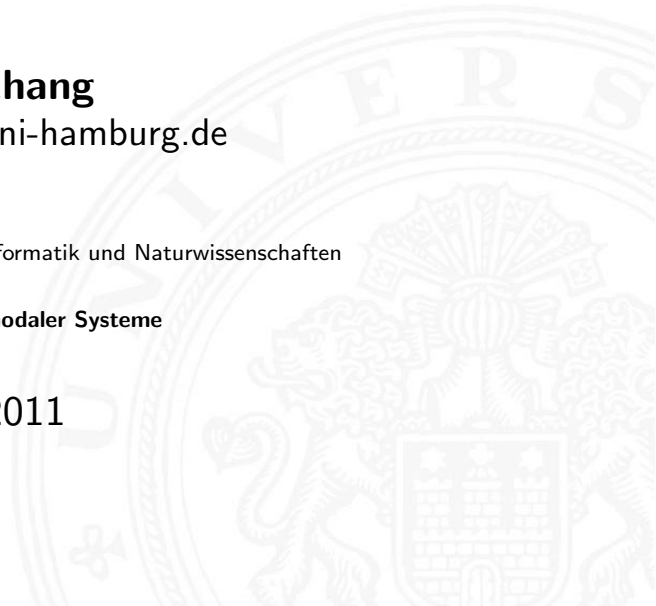 hang
ni-hamburg.de
formatik und Naturwissenschaften
odaler Systeme
2011
U N I V E R S